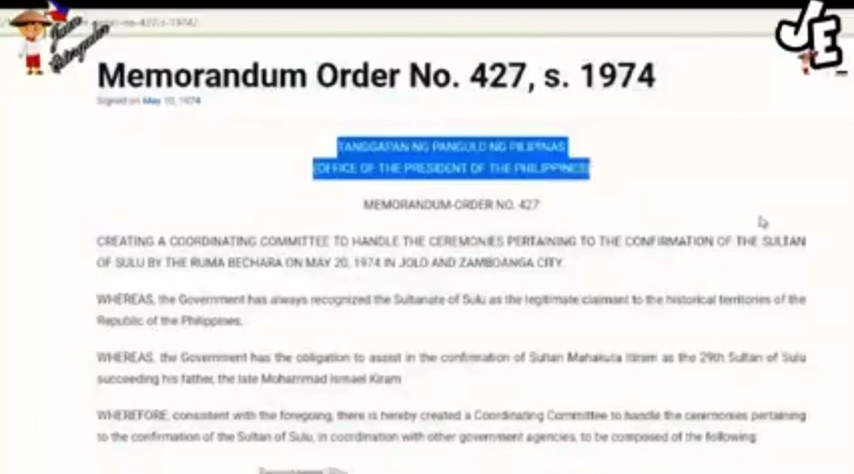 -no-427-s-1974/
Juan
JE
Memorandum Order No. 427, s. 1974
Signed on May 10, 1974
TANGGAPAN NG PANGULO NG PILIPINAS
(OFFICE OF THE PRESIDENT OF THE PHILIPPINES)
MEMORANDUM ORDER NO. 427
CREATING A COORDINATING COMMITTEE TO HANDLE THE CEREMONIES PERTAINING TO THE CONFIRMATION OF THE SULTAN
OF SULU BY THE RUMA BECHARA ON MAY 20, 1974 IN JOLO AND ZAMBOANGA CITY.
WHEREAS, the Government has always recognized the Sultanate of Sulu as the legitimate claimant to the historical territories of the
Republic of the Philippines;
WHEREAS, the Government has the obligation to assist in the confirmation of Sultan Mahakuta Kiram as the 29th Sultan of Sulu
succeeding his father, the late Mohammad Ismael Kiram
WHEREFORE, consistent with the foregoing, there is hereby created a Coordinating Committee to handle the ceremonies pertaining
to the confirmation of the Sultan of Sulu, in coordination with other government agencies, to be composed of the following: